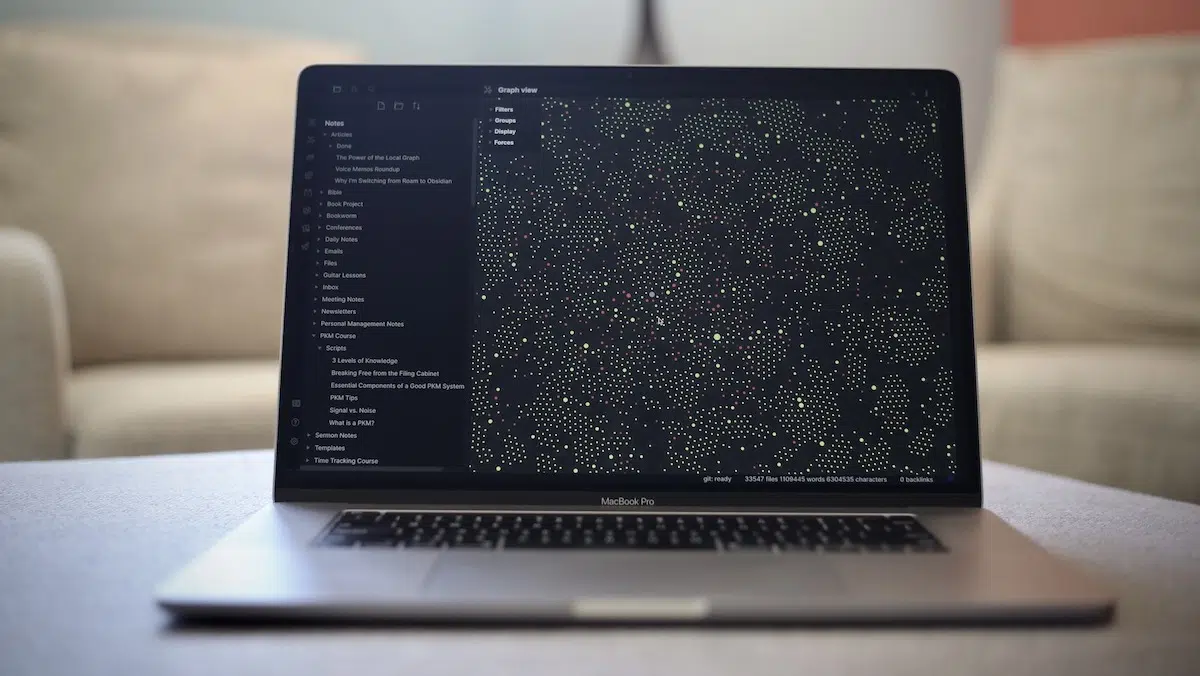 Graph view
Filters
Groups
Display
Forces
Notes
Articles
Done
The Power of the Local Graph
Voice Memos Roundup
Why I'm Switching from Roam to Obsidian
Bible
Book Project
Bookworm
Conferences
Daily Notes
Emails
Files
Guitar Lessons
Inbox
Meeting Notes
Newsletters
Personal Management Notes
PKM Course
Scripts
3 Levels of Knowledge
Breaking Free from the Filing Cabinet
Essential Components of a Good PKM System
PKM Tips
Signal vs. Noise
What is a PKM?
Sermon Notes
Templates
Time Tracking Course
git: ready 33547 files 1109445 words 6304535 characters 0 backlinks
MacBook Pro